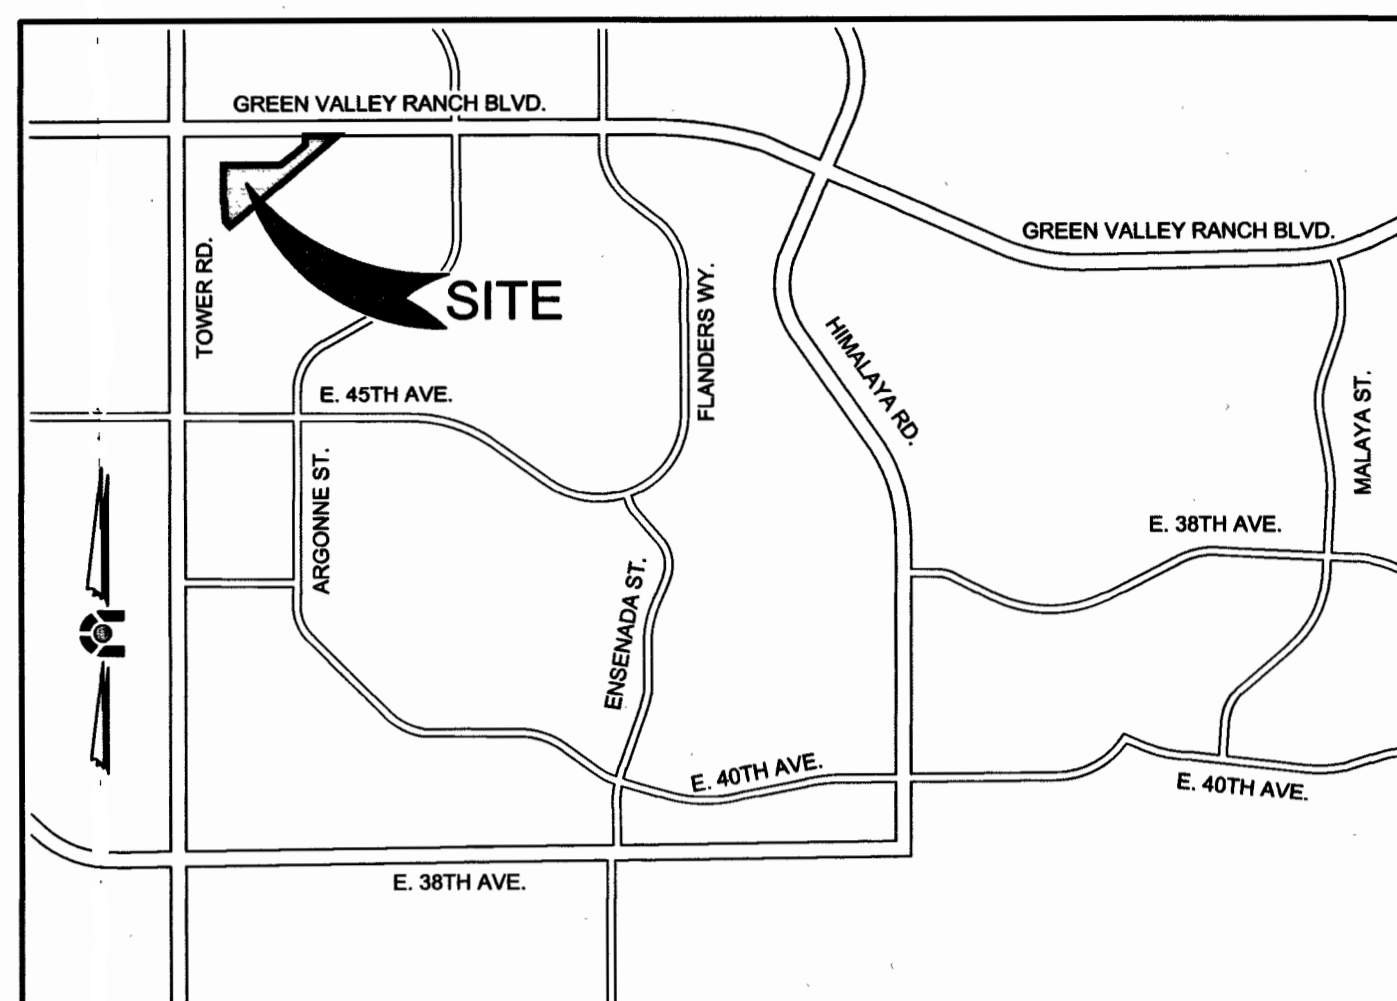 GREEN VALLEY RANCH BLVD.
GREEN VALLEY RANCH BLVD.
TOWER RD.
SITE
FLANDERS WY.
HIMALAYA RD.
MALAYA ST.
E. 45TH AVE.
ARGONNE ST.
E. 38TH AVE.
ENSENADA ST.
E. 40TH AVE.
E. 40TH AVE.
E. 38TH AVE.